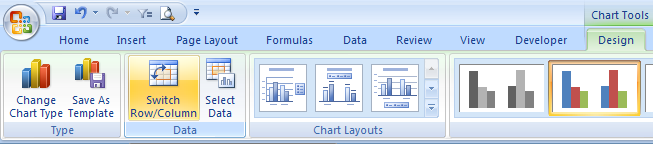 Chart Tools
Home Insert Page Layout Formulas Data Review View Developer Design
Change Chart Type
Save As Template
Switch Row/Column
Select Data
Type Data Chart Layouts